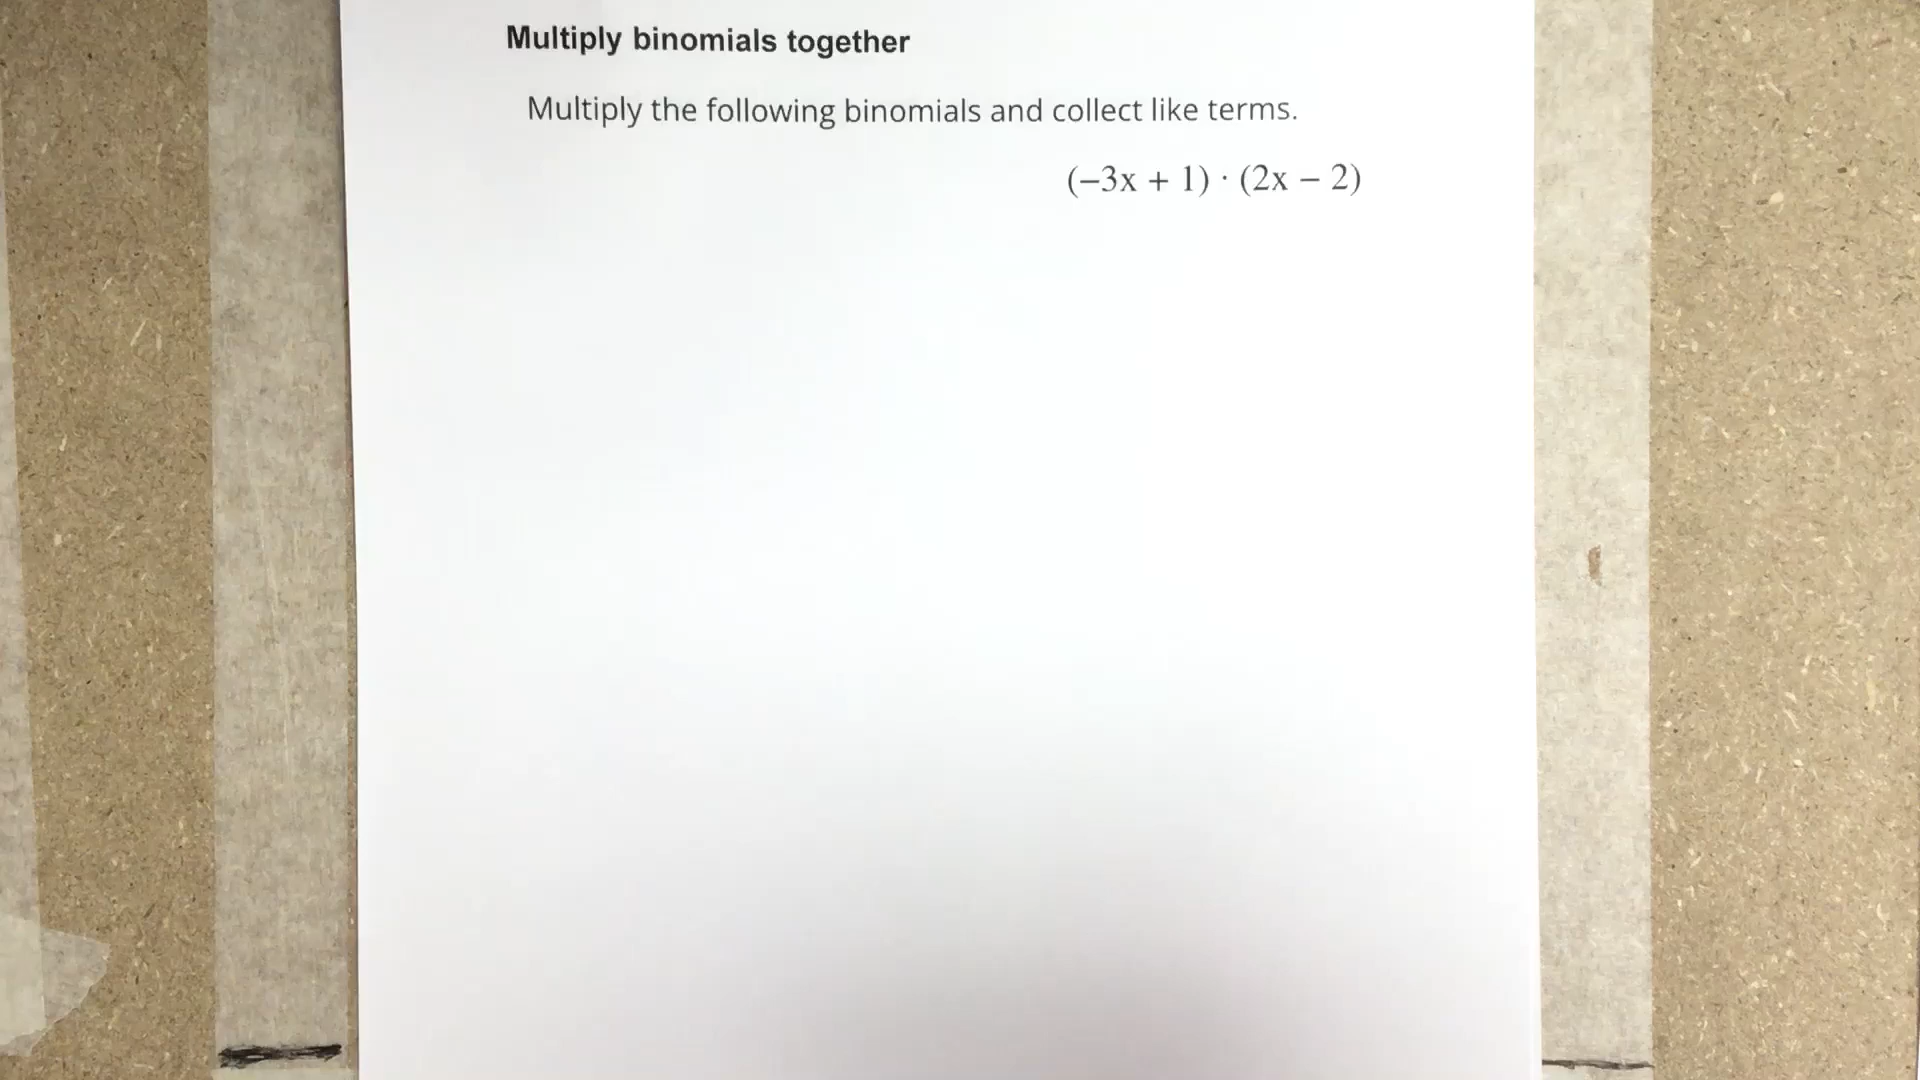 Multiply binomials together
Multiply the following binomials and collect like terms.
(−3x + 1) · (2x − 2)